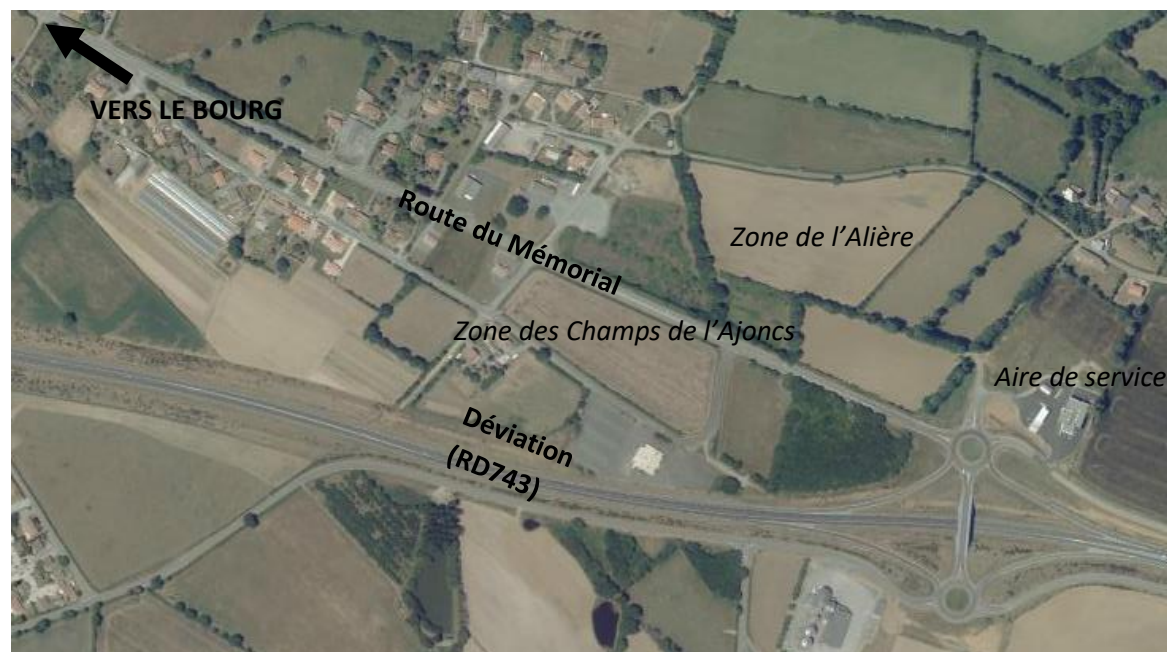 VERS LE BOURG
Route du Mémorial
Zone de l'Alière
Zone des Champs de l'Ajoncs
Aire de service
Déviation
(RD743)